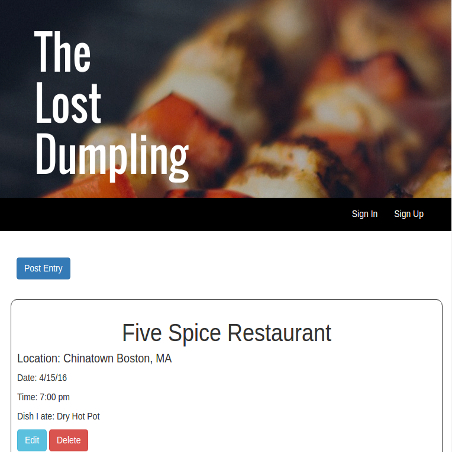 The
Lost
Dumpling
Sign In Sign Up
Post Entry
Five Spice Restaurant
Location: Chinatown Boston, MA
Date: 4/15/16
Time: 7:00 pm
Dish I ate: Dry Hot Pot
Edit Delete